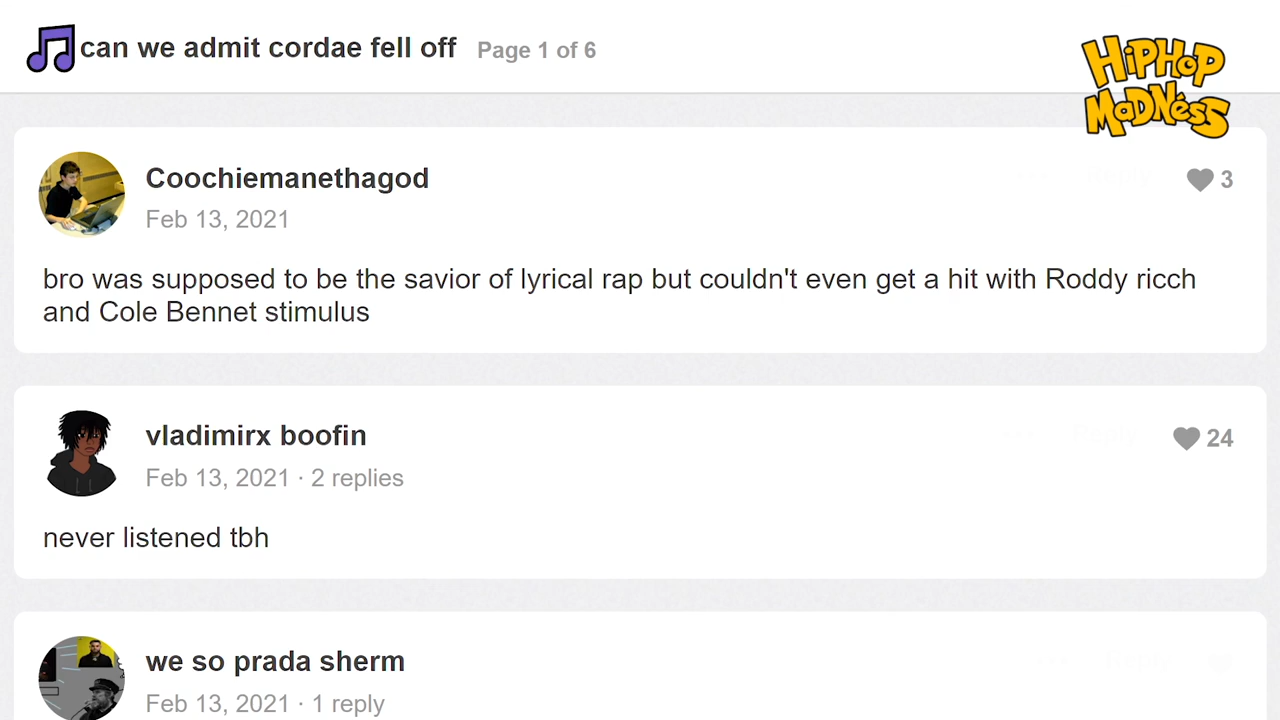 can we admit cordae fell off Page 1 of 6
HiPHoP
MaDNéss
Coochiemanethagod
3
Feb 13, 2021
bro was supposed to be the savior of lyrical rap but couldn't even get a hit with Roddy ricch
and Cole Bennet stimulus
vladimirx boofin
Reply
24
Feb 13, 2021 · 2 replies
never listened tbh
we so prada sherm
Reply
Feb 13, 2021 · 1 reply